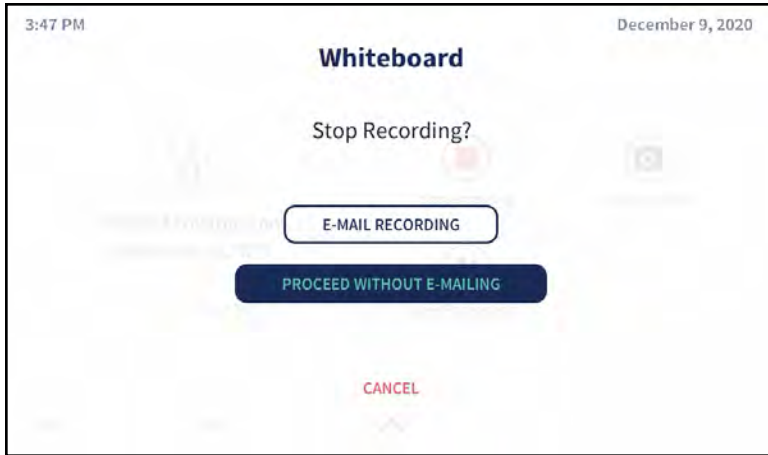 3:47 PM
December 9, 2020
Whiteboard
Stop Recording?
E-MAIL RECORDING
PROCEED WITHOUT E-MAILING
CANCEL